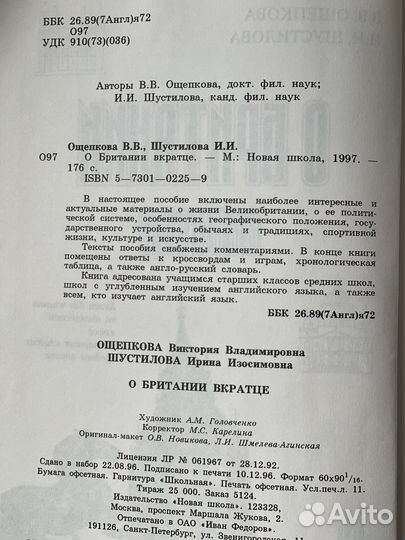 ББК 26.89(7Англ)я72
О97
УДК 910(73)(036)
Авторы В.В. Ощепкова, докт. фил. наук;
И.И. Шустилова, канд. фил. наук
Ощепкова В.В., Шустилова И.И.
О97 О Британии вкратце. — М.: Новая школа, 1997. —
176 с.
ISBN 5—7301—0225—9
В настоящее пособие включены наиболее интересные и
актуальные материалы о жизни Великобритании, о ее полити-
ческой системе, особенностях географического положения, госу-
дарственного устройства, обычаях и традициях, спортивной
жизни, культуре и искусстве.
Тексты пособия снабжены комментариями. В конце книги
помещены ответы к кроссвордам и играм, хронологическая
таблица, а также англо-русский словарь.
Книга адресована учащимся старших классов средних школ,
школ с углубленным изучением английского языка, а также
всем, кто изучает английский язык.
ББК 26.89(7Англ)я72
ОЩЕПКОВА Виктория Владимировна
ШУСТИЛОВА Ирина Изосимовна
О БРИТАНИИ ВКРАТЦЕ
Художник А.М. Головченко
Корректор М.С. Карелина
Оригинал-макет О.В. Новикова, Л.И. Шмелева-Агинская
Лицензия ЛР № 061967 от 28.12.92.
Сдано в набор 22.08.96. Подписано к печати 10.12.96. Формат 60х90 1/16.
Бумага офсетная. Гарнитура «Школьная». Печать офсетная. Усл.печ.л. 11.
Тираж 25 000. Заказ 5124.
Издательство «Новая школа», 123328,
Москва, проспект Маршала Жукова, 2.
Отпечатано в ОАО «Иван Федоров».
191126, Санкт-Петербург, ул. Звенигородская
Avito